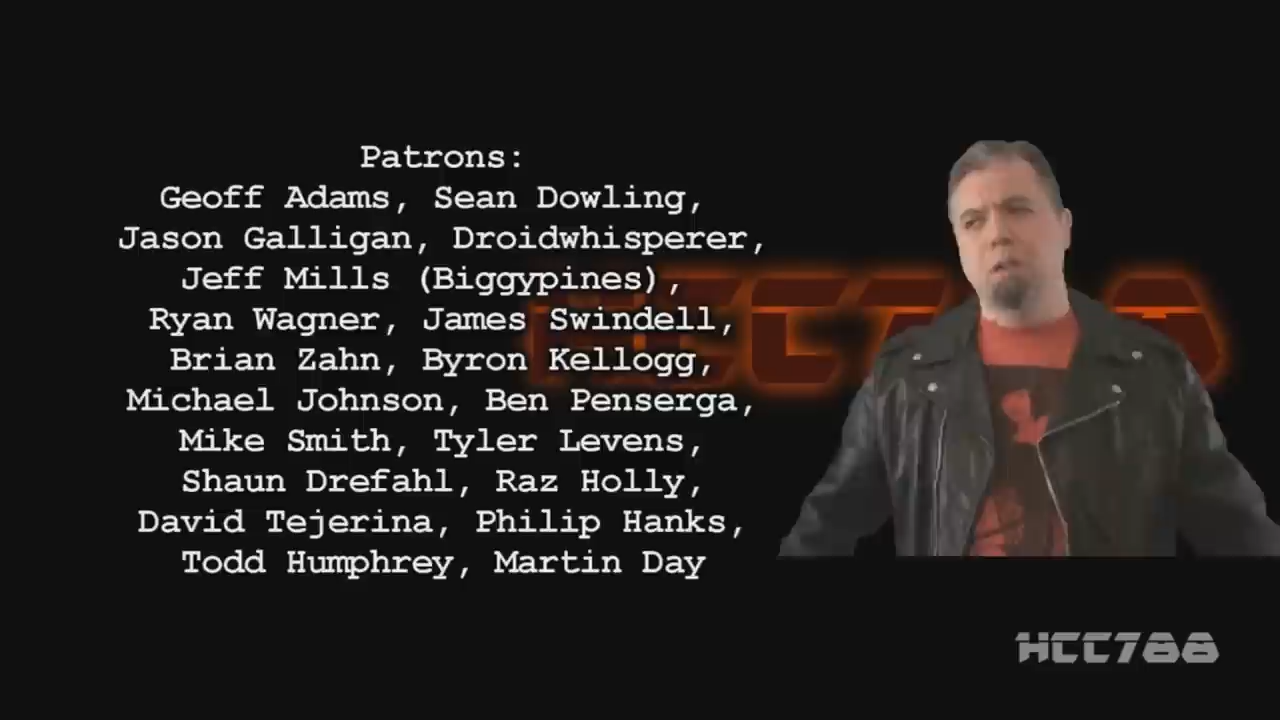 Patrons:
Geoff Adams, Sean Dowling,
Jason Galligan, Droidwhisperer,
Jeff Mills (Biggypines),
Ryan Wagner, James Swindell,
Brian Zahn, Byron Kellogg,
Michael Johnson, Ben Penserga,
Mike Smith, Tyler Levens,
Shaun Drefahl, Raz Holly,
David Tejerina, Philip Hanks,
Todd Humphrey, Martin Day
HCC788
HCC788